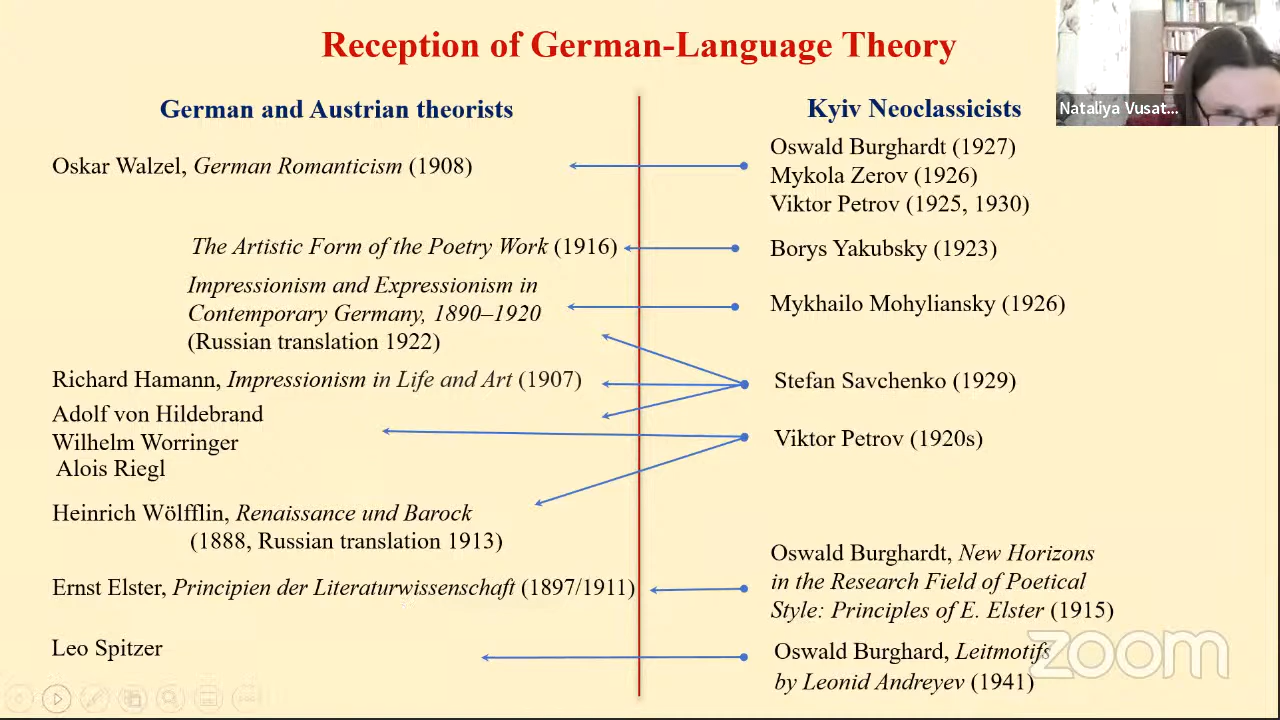 Reception of German-Language Theory
Nataliya Vusat...
German and Austrian theorists
Kyiv Neoclassicists
Oskar Walzel, German Romanticism (1908)
Oswald Burghardt (1927)
Mykola Zerov (1926)
Viktor Petrov (1925, 1930)
The Artistic Form of the Poetry Work (1916)
Borys Yakubsky (1923)
Impressionism and Expressionism in
Contemporary Germany, 1890–1920
(Russian translation 1922)
Mykhailo Mohyliansky (1926)
Richard Hamann, Impressionism in Life and Art (1907)
Stefan Savchenko (1929)
Adolf von Hildebrand
Wilhelm Worringer
Alois Riegl
Viktor Petrov (1920s)
Heinrich Wölfflin, Renaissance und Barock
(1888, Russian translation 1913)
Ernst Elster, Principien der Literaturwissenschaft (1897/1911)
Oswald Burghardt, New Horizons
in the Research Field of Poetical
Style: Principles of E. Elster (1915)
Leo Spitzer
Oswald Burghard, Leitmotifs
by Leonid Andreyev (1941)
zoom